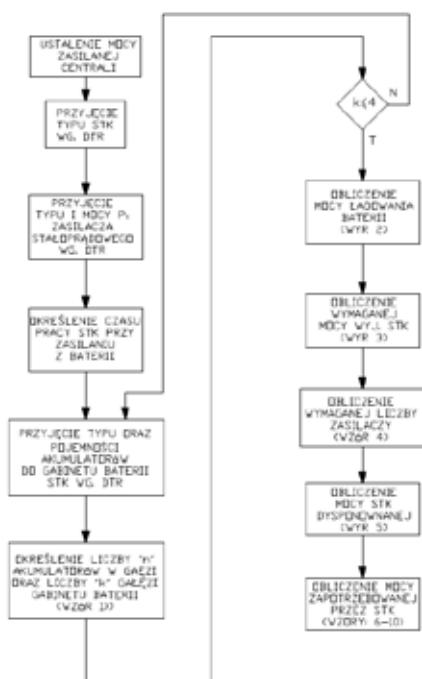 USTALENIE MOCY
ZASILANEJ
CENTRALI
PRZYJĘCIE
TYPU STK
WG. DTR
PRZYJĘCIE
TYPU I MOCY P₁
ZASILACZA
STAŁOPRĄDOWEGO
WG. DTR
OKREŚLENIE CZASU
PRACY STK PRZY
ZASILANIU
Z BATERII
PRZYJĘCIE TYPU ORAZ
POJEMNOŚCI
AKUMULATORÓW
DO GABINETU BATERII
STK WG. DTR
OKREŚLENIE LICZBY "n"
AKUMULATORÓW W GAĘZI
ORAZ LICZBY "k" GAŁĘZI
GABINETU BATERII
(WZÓR 1)
k≤4
N
T
OBLICZENIE
MOCY ŁADOWANIA
BATERII
(WYR 2)
OBLICZENIE
WYMAGANEJ
MOCY WYJ. STK
(WYR 3)
OBLICZENIE
WYMAGANEJ LICZBY
ZASILACZY
(WZÓR 4)
OBLICZENIE
MOCY STK
DYSPONOWNANEJ
(WYR 5)
OBLICZENIE MOCY
ZAPOTRZEBOWANEJ
PRZEZ STK
(WZORY: 6-10)